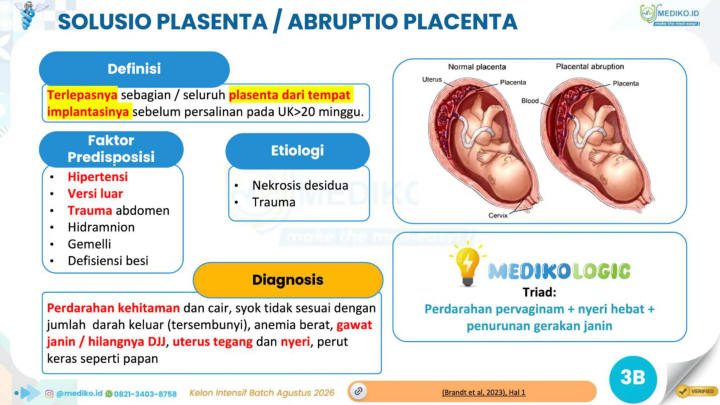 SOLUSIO PLASENTA / ABRUPTIO PLACENTA
MEDIKO.ID
make the med easy!
Definisi
Terlepasnya sebagian / seluruh plasenta dari tempat
implantasinya sebelum persalinan pada UK>20 minggu.
Faktor
Predisposisi
• Hipertensi
• Versi luar
• Trauma abdomen
• Hidramnion
• Gemelli
• Defisiensi besi
Etiologi
• Nekrosis desidua
• Trauma
Normal placenta
Uterus
Placenta
Cervix
Placental abruption
Placenta
Blood
Diagnosis
Perdarahan kehitaman dan cair, syok tidak sesuai dengan
jumlah darah keluar (tersembunyi), anemia berat, gawat
janin / hilangnya DJJ, uterus tegang dan nyeri, perut
keras seperti papan
MEDIKOLOGIC
Triad:
Perdarahan pervaginam + nyeri hebat +
penurunan gerakan janin
3B
@mediko.id 0821-3403-8758
Kelon Intensif Batch Agustus 2026
(Brandt et al, 2023), Hal 1
VERIFIED